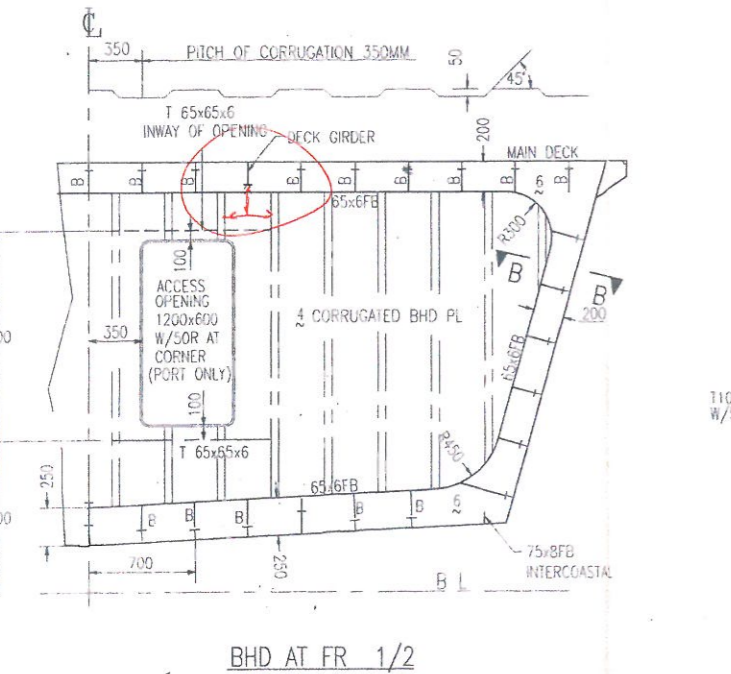 ℄
350
PITCH OF CORRUGATION 350MM
50
45°
T 65x65x6
INWAY OF OPENING
DECK GIRDER
200
MAIN DECK
B
B
B
B
B
B
B
6
65x6FB
R300
100
B
B
ACCESS
OPENING
1200x600
W/50R AT
CORNER
(PORT ONLY)
350
4 CORRUGATED BHD PL
200
65x6FB
100
T 65x65x6
R450
250
65x6FB
B
B
B
B
B
6
700
250
75x8FB
INTERCOASTAL
B L
BHD AT FR 1/2